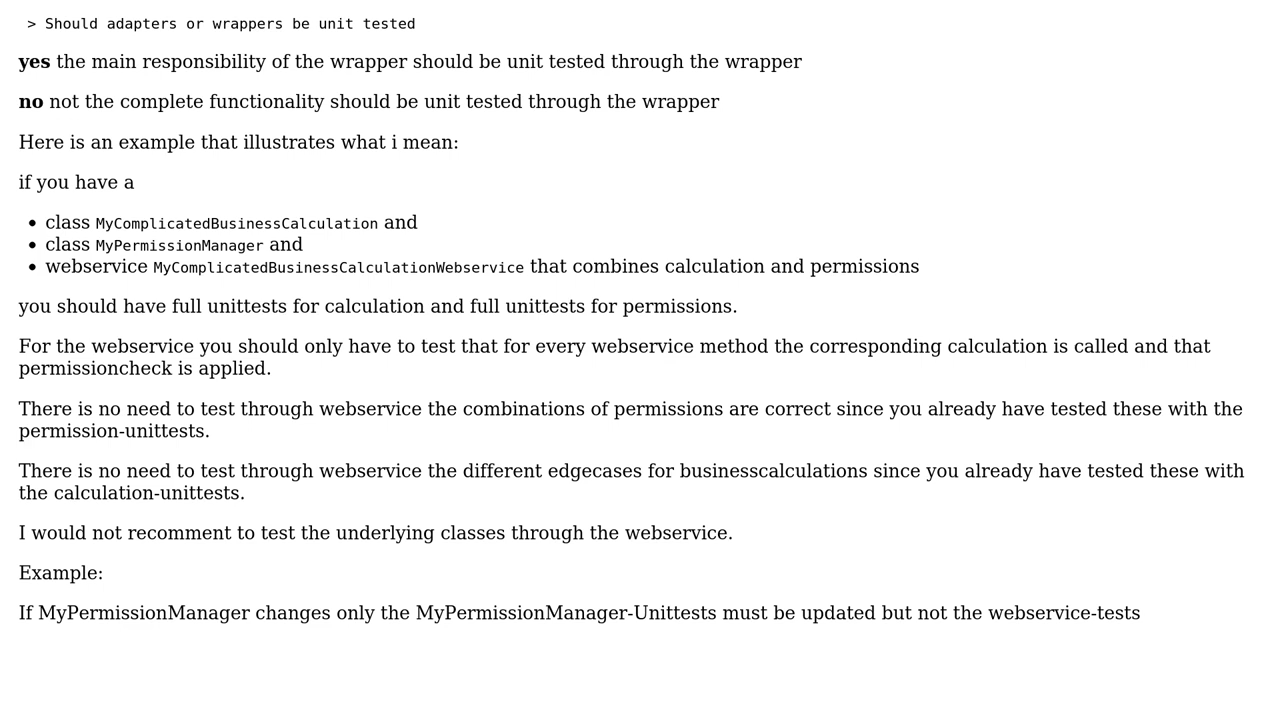 > Should adapters or wrappers be unit tested
yes the main responsibility of the wrapper should be unit tested through the wrapper
no not the complete functionality should be unit tested through the wrapper
Here is an example that illustrates what i mean:
if you have a
• class MyComplicatedBusinessCalculation and
• class MyPermissionManager and
• webservice MyComplicatedBusinessCalculationWebservice that combines calculation and permissions
you should have full unittests for calculation and full unittests for permissions.
For the webservice you should only have to test that for every webservice method the corresponding calculation is called and that
permissioncheck is applied.
There is no need to test through webservice the combinations of permissions are correct since you already have tested these with the
permission-unittests.
There is no need to test through webservice the different edgecases for businesscalculations since you already have tested these with
the calculation-unittests.
I would not recomment to test the underlying classes through the webservice.
Example:
If MyPermissionManager changes only the MyPermissionManager-Unittests must be updated but not the webservice-tests